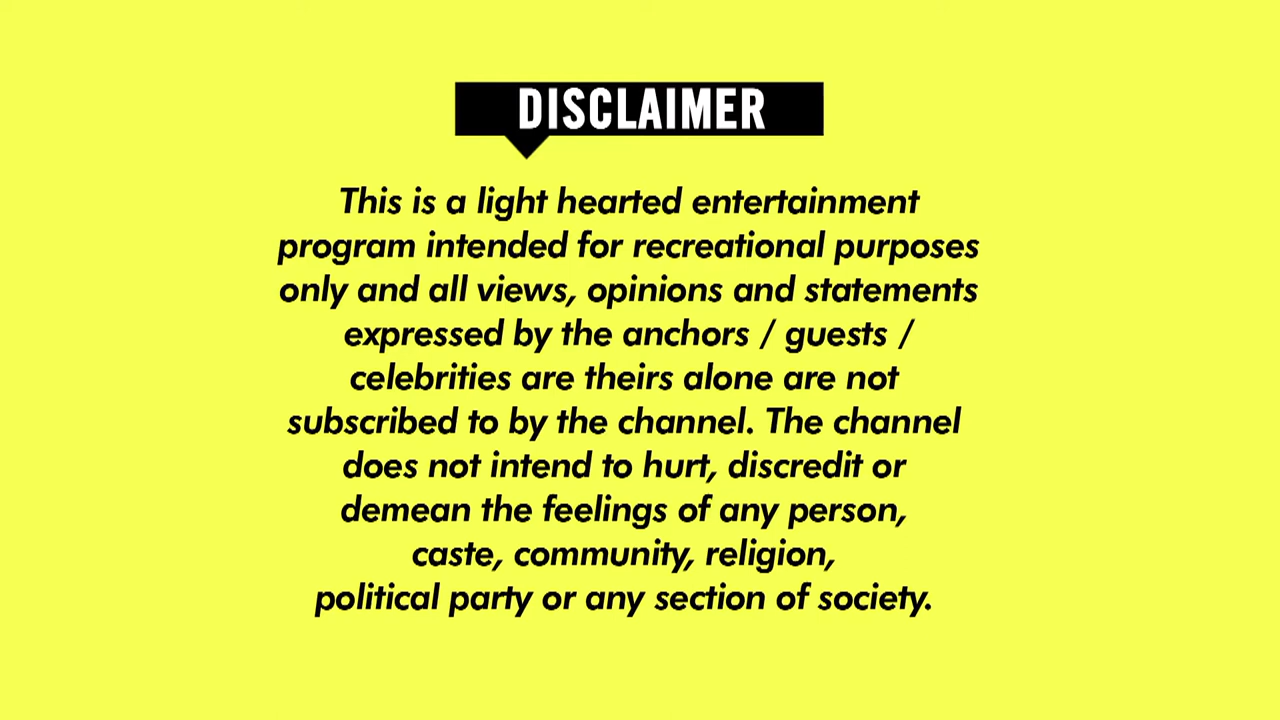 DISCLAIMER
This is a light hearted entertainment
program intended for recreational purposes
only and all views, opinions and statements
expressed by the anchors / guests /
celebrities are theirs alone are not
subscribed to by the channel. The channel
does not intend to hurt, discredit or
demean the feelings of any person,
caste, community, religion,
political party or any section of society.